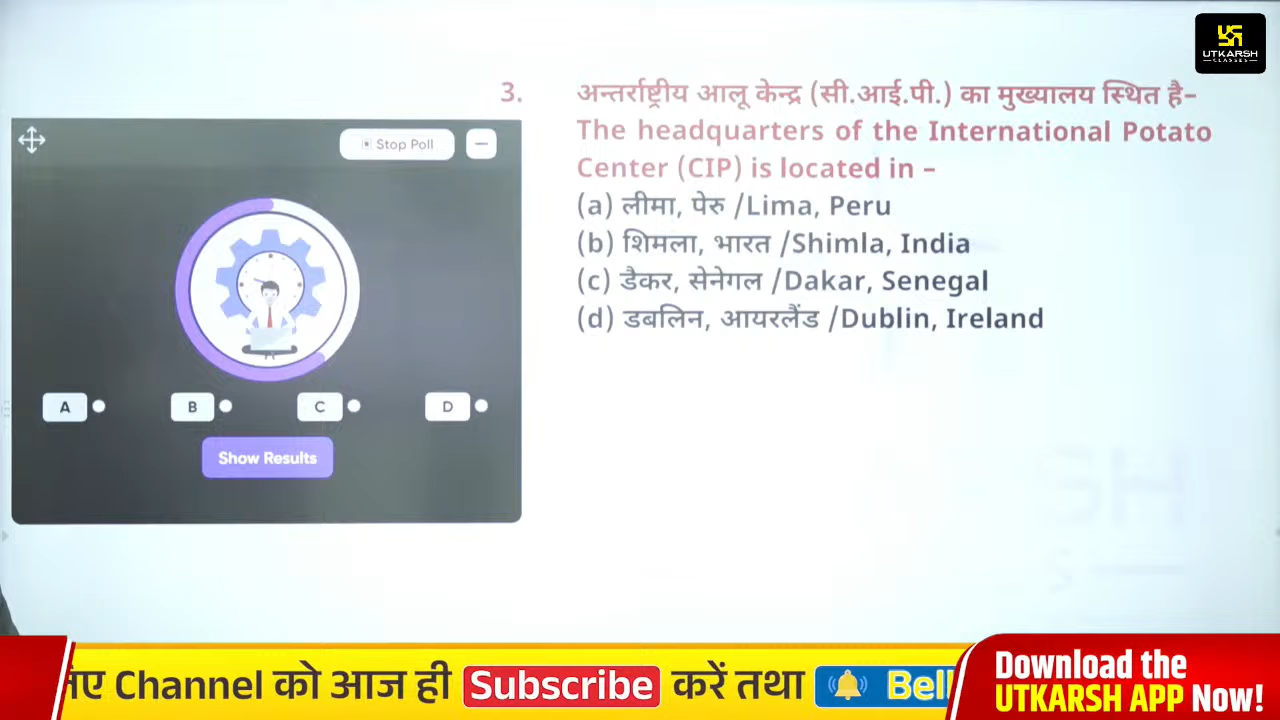 UTKARSH
CLASSES
3. अन्तर्राष्ट्रीय आलू केन्द्र (सी.आई.पी.) का मुख्यालय स्थित है–
The headquarters of the International Potato
Center (CIP) is located in –
(a) लीमा, पेरु /Lima, Peru
(b) शिमला, भारत /Shimla, India
(c) डैकर, सेनेगल /Dakar, Senegal
(d) डबलिन, आयरलैंड /Dublin, Ireland
Stop Poll
A B C D
Show Results
SH
S
Channel को आज ही Subscribe करें तथा Bell
Download the
UTKARSH APP Now!